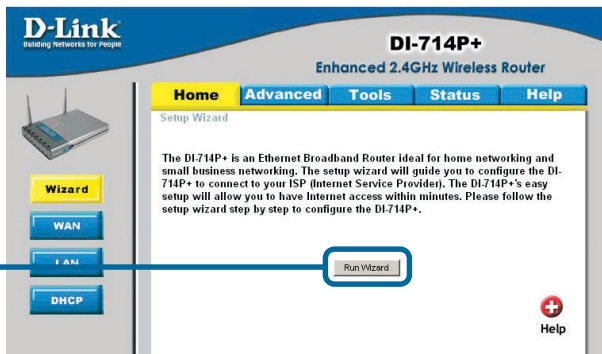 D-Link
Building Networks for People
DI-714P+
Enhanced 2.4GHz Wireless Router
Home Advanced Tools Status Help
Setup Wizard
The DI-714P+ is an Ethernet Broadband Router ideal for home networking and
small business networking. The setup wizard will guide you to configure the DI-
714P+ to connect to your ISP (Internet Service Provider). The DI-714P+'s easy
setup will allow you to have Internet access within minutes. Please follow the
setup wizard step by step to configure the DI-714P+.
Wizard
WAN
LAN
DHCP
Run Wizard
Help